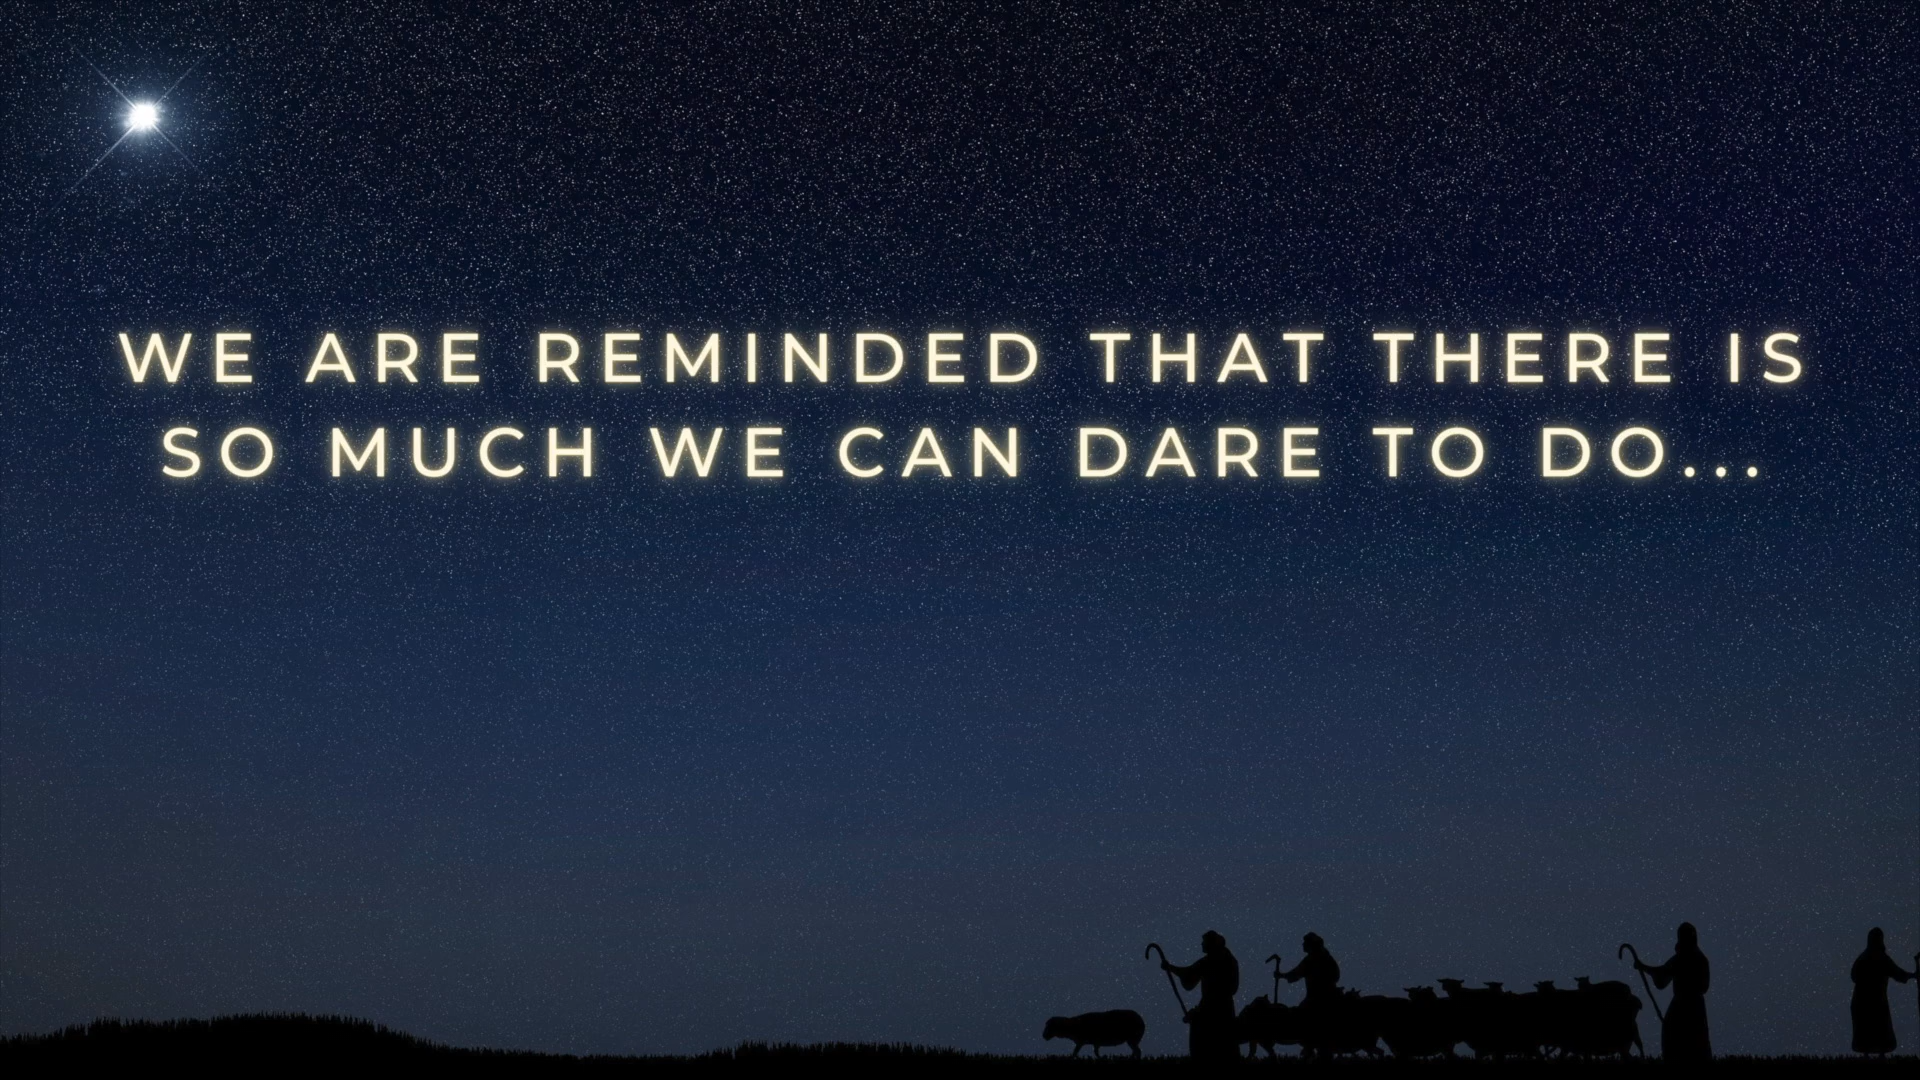 WE ARE REMINDED THAT THERE IS
SO MUCH WE CAN DARE TO DO...